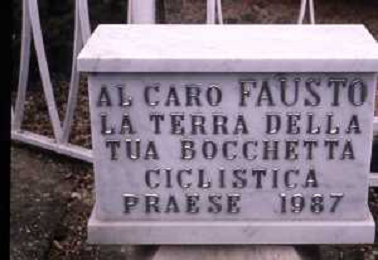 AL CARO FAUSTO
LA TERRA DELLA
TUA BOCCHETTA
CICLISTICA
PRAESE 1987